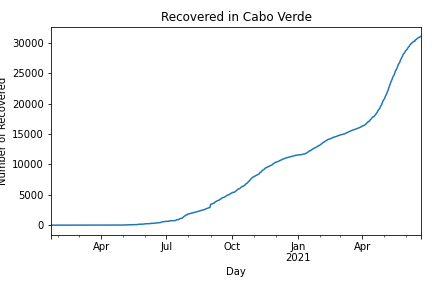 Recovered in Cabo Verde
Number of Recovered
30000
25000
20000
15000
10000
5000
0
Apr
Jul
Oct
Jan
2021
Apr
Day